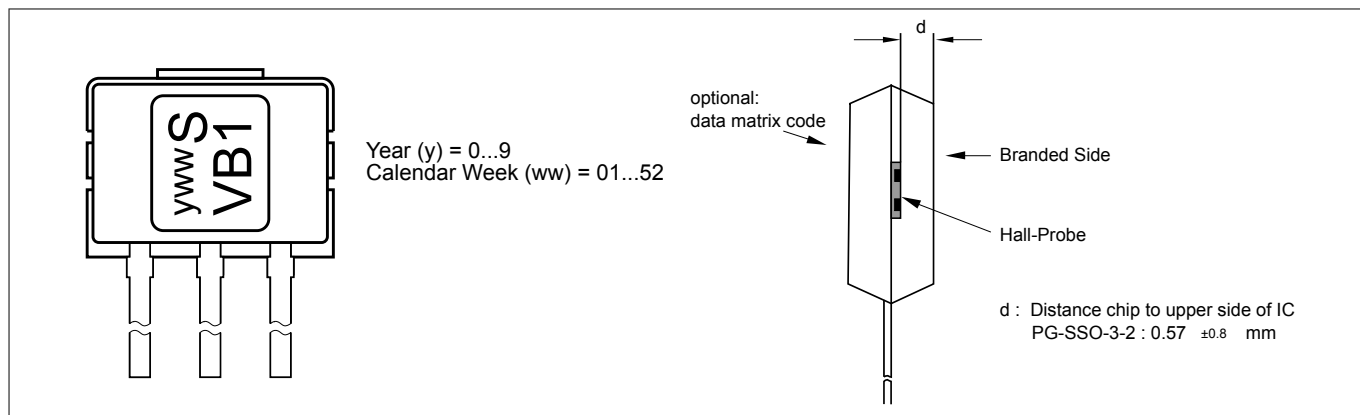 ywwS
VB1
Year (y) = 0...9
Calendar Week (ww) = 01...52
d
optional:
data matrix code
Branded Side
Hall-Probe
d : Distance chip to upper side of IC
PG-SSO-3-2 : 0.57 ±0.8 mm